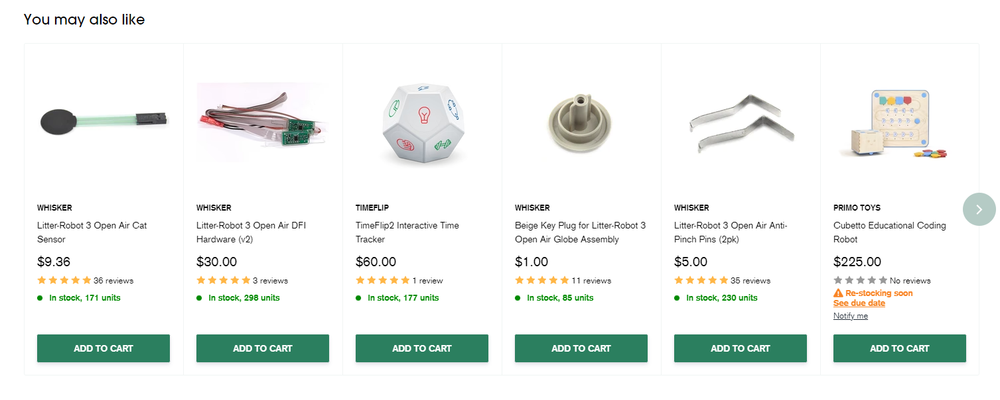 You may also like
WHISKER
Litter-Robot 3 Open Air Cat
Sensor
$9.36
36 reviews
In stock, 171 units
ADD TO CART
WHISKER
Litter-Robot 3 Open Air DFI
Hardware (v2)
$30.00
3 reviews
In stock, 298 units
ADD TO CART
TIMEFLIP
TimeFlip2 Interactive Time
Tracker
$60.00
1 review
In stock, 177 units
ADD TO CART
WHISKER
Beige Key Plug for Litter-Robot 3
Open Air Globe Assembly
$1.00
11 reviews
In stock, 85 units
ADD TO CART
WHISKER
Litter-Robot 3 Open Air Anti-
Pinch Pins (2pk)
$5.00
35 reviews
In stock, 230 units
ADD TO CART
PRIMO TOYS
Cubetto Educational Coding
Robot
$225.00
No reviews
Re-stocking soon
See due date
Notify me
ADD TO CART